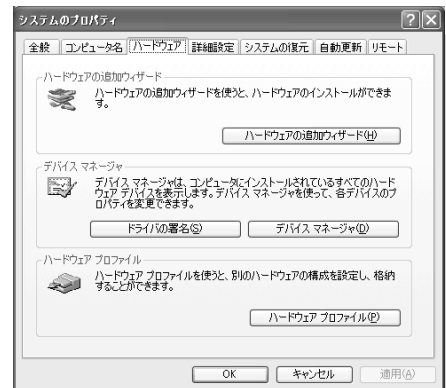 システムのプロパティ
全般 コンピュータ名 ハードウェア 詳細設定 システムの復元 自動更新 リモート
ハードウェアの追加ウィザード
ハードウェアの追加ウィザードを使うと、ハードウェアのインストールができま
す。
ハードウェアの追加ウィザード(H)
デバイス マネージャ
デバイス マネージャは、コンピュータにインストールされているすべてのハード
ウェア デバイスを表示します。デバイス マネージャを使って、各デバイスのプ
ロパティを変更できます。
ドライバの署名(S) デバイス マネージャ(D)
ハードウェア プロファイル
ハードウェア プロファイルを使うと、別のハードウェアの構成を設定し、格納
することができます。
ハードウェア プロファイル(P)
OK キャンセル 適用(A)